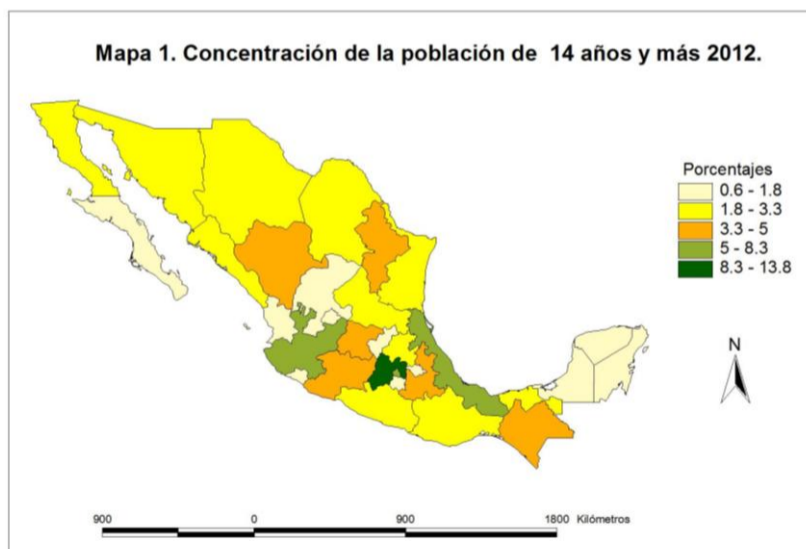 Mapa 1. Concentración de la población de 14 años y más 2012.
Porcentajes
0.6 - 1.8
1.8 - 3.3
3.3 - 5
5 - 8.3
8.3 - 13.8
N
900 0 900 1800 Kilómetros